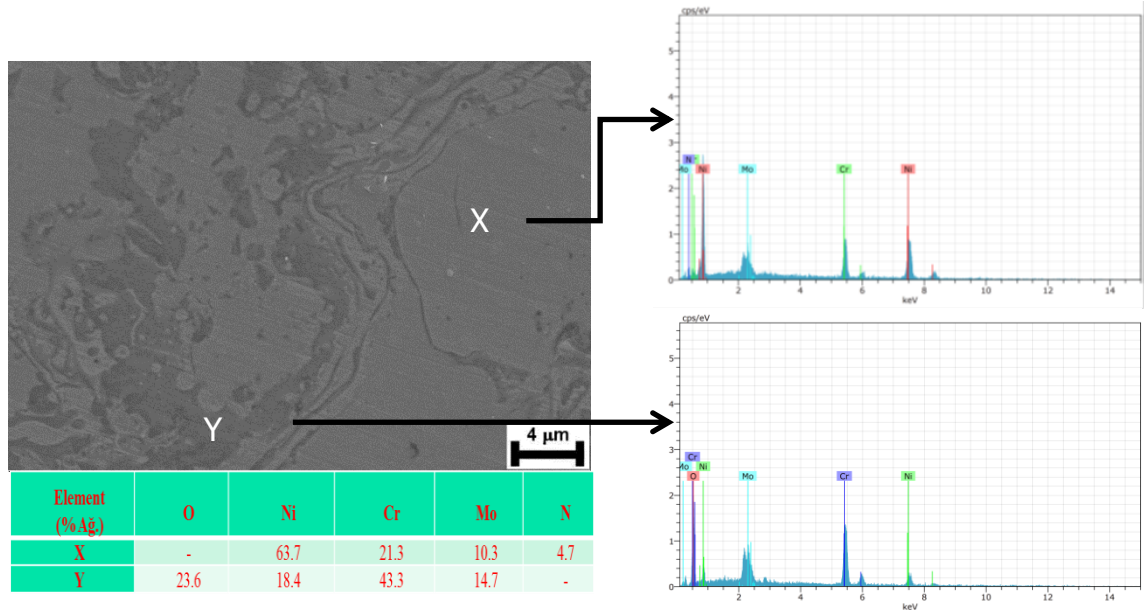 cps/eV
5
4
3
2
1
0
N
Mo
Ni
Mo
Cr
Ni
2 4 6 8 10 12 14
keV
X
Y
4 μm
cps/eV
5
4
3
2
1
0
Cr
Mo
Ni
O
Mo
Cr
Ni
2 4 6 8 10 12 14
keV
Element
(%Ağ.) O Ni Cr Mo N
X - 63.7 21.3 10.3 4.7
Y 23.6 18.4 43.3 14.7 -